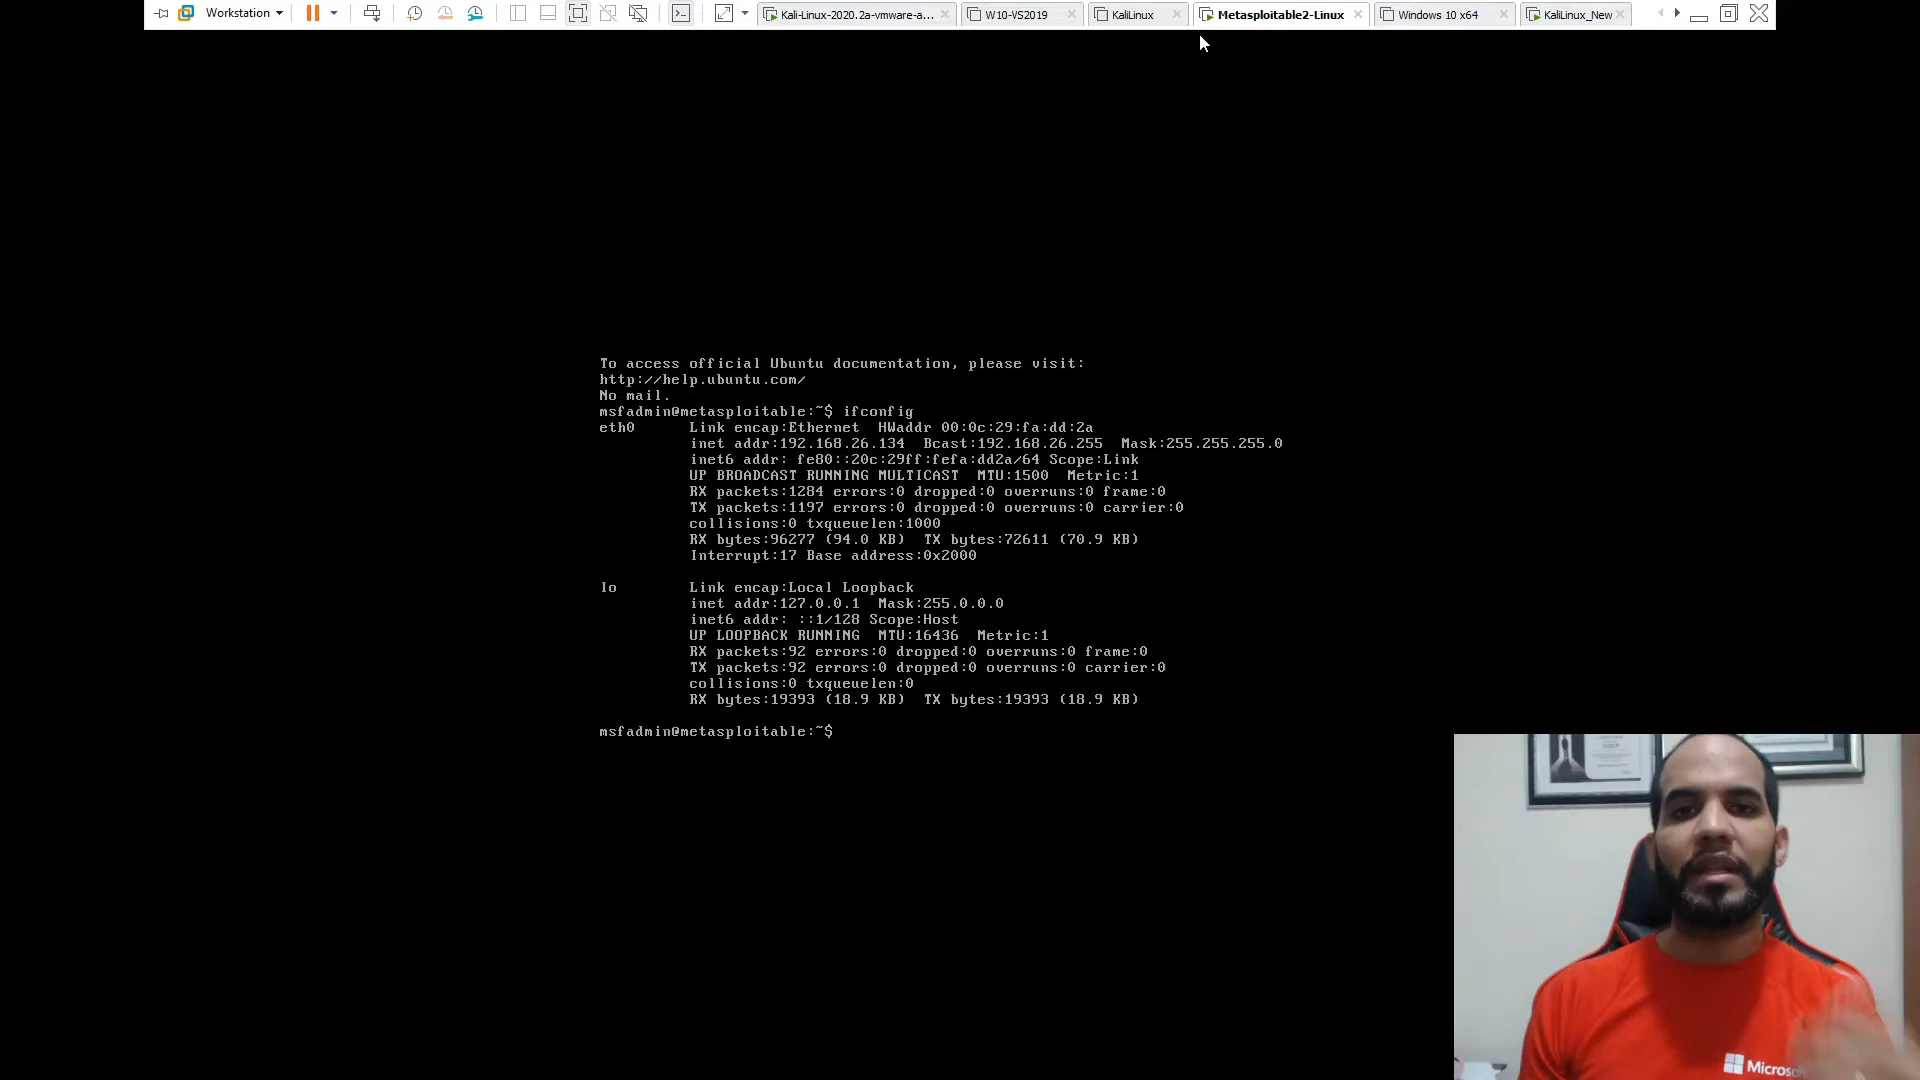 Workstation
Kali-Linux-2020.2a-vmware-a...
W10-VS2019
KaliLinux
Metasploitable2-Linux
Windows 10 x64
KaliLinux_New
To access official Ubuntu documentation, please visit:
http://help.ubuntu.com/
No mail.
msfadmin@metasploitable:~$ ifconfig
eth0 Link encap:Ethernet HWaddr 00:0c:29:fa:dd:2a
inet addr:192.168.26.134 Bcast:192.168.26.255 Mask:255.255.255.0
inet6 addr: fe80::20c:29ff:fefa:dd2a/64 Scope:Link
UP BROADCAST RUNNING MULTICAST MTU:1500 Metric:1
RX packets:1284 errors:0 dropped:0 overruns:0 frame:0
TX packets:1197 errors:0 dropped:0 overruns:0 carrier:0
collisions:0 txqueuelen:1000
RX bytes:96277 (94.0 KB) TX bytes:72611 (70.9 KB)
Interrupt:17 Base address:0x2000
lo Link encap:Local Loopback
inet addr:127.0.0.1 Mask:255.0.0.0
inet6 addr: ::1/128 Scope:Host
UP LOOPBACK RUNNING MTU:16436 Metric:1
RX packets:92 errors:0 dropped:0 overruns:0 frame:0
TX packets:92 errors:0 dropped:0 overruns:0 carrier:0
collisions:0 txqueuelen:0
RX bytes:19393 (18.9 KB) TX bytes:19393 (18.9 KB)
msfadmin@metasploitable:~$
Microso